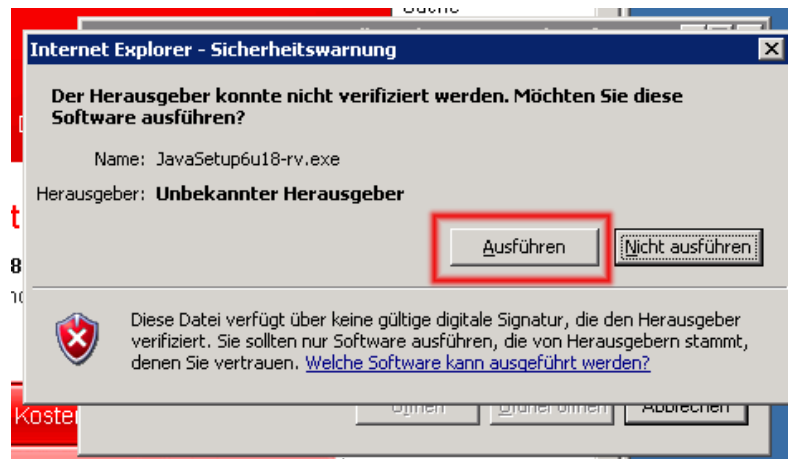 Internet Explorer - Sicherheitswarnung
Der Herausgeber konnte nicht verifiziert werden. Möchten Sie diese
Software ausführen?
Name: JavaSetup6u18-rv.exe
Herausgeber: Unbekannter Herausgeber
Ausführen
Nicht ausführen
Diese Datei verfügt über keine gültige digitale Signatur, die den Herausgeber
verifiziert. Sie sollten nur Software ausführen, die von Herausgebern stammt,
denen Sie vertrauen. Welche Software kann ausgeführt werden?
Abbrechen